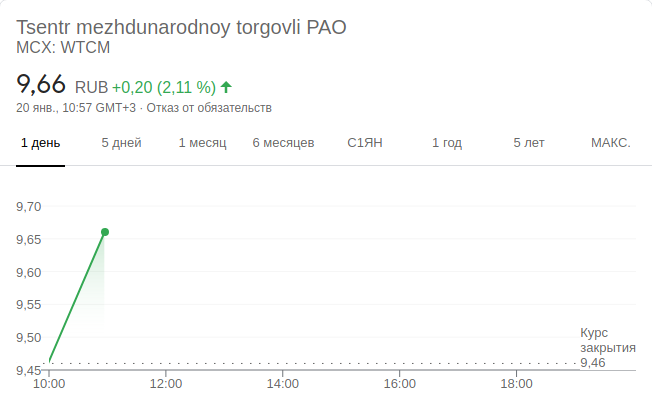 Tsentr mezhdunarodnoy torgovli PAO
MCX: WTCM
9,66 RUB +0,20 (2,11 %)
20 янв., 10:57 GMT+3 · Отказ от обязательств
1 день 5 дней 1 месяц 6 месяцев С1ЯН 1 год 5 лет МАКС.
9,70
9,65
9,60
9,55
9,50
Курс
закрытия
9,46
9,45
10:00 12:00 14:00 16:00 18:00